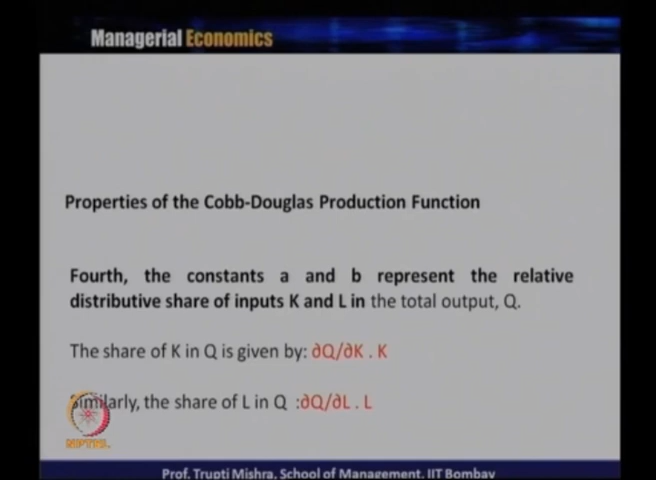 Managerial Economics
Properties of the Cobb-Douglas Production Function
Fourth, the constants a and b represent the relative
distributive share of inputs K and L in the total output, Q.
The share of K in Q is given by: ∂Q/∂K . K
Similarly, the share of L in Q :∂Q/∂L . L
NPTEL
Prof. Trupti Mishra, School of Management, IIT Bombay